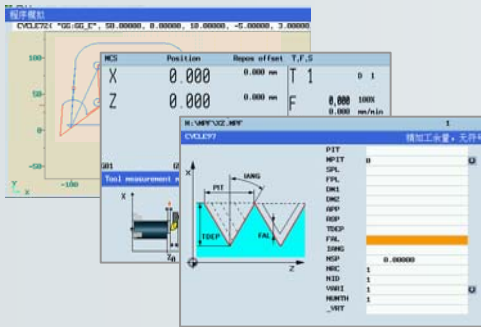 程序模拟
CYCLE72( "GG:GG_E", 50.00000, 0.00000, 10.00000, -5.00000, 3.00000
100
50
0
-50
Y
X
-100
MCS Position Repos offset T,F,S
X 0.000 0.000 mm T 1 D 1
Z 0.000 0.000 mm F 0,000 100%
0.000 mm/min
G01
Tool measurement
X
N:\MPF\XZ.MPF 1
CYCLE97 精加工余量，无符号
X
IANG
PIT
TDEP
FAL
Z
PIT
MPIT 0
SPL
FPL
DM1
DM2
APP
ROP
TDEP
FAL
IANG
NSP 0.00000
NRC 1
NID 1
VARI 1
NUMTH 1
_VRT